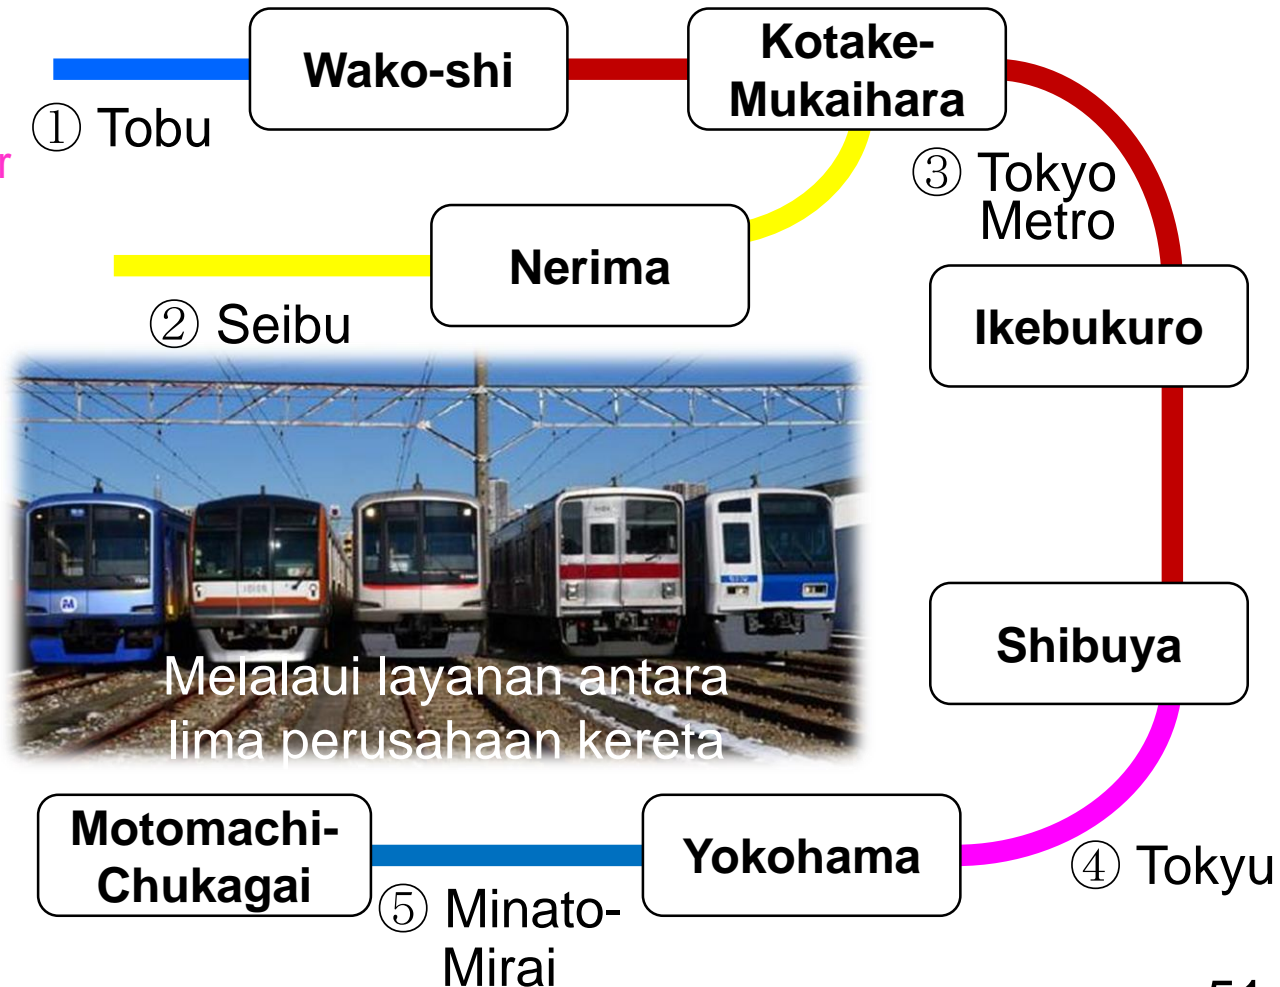 Wako-shi
Kotake-
Mukaihara
① Tobu
r
③ Tokyo
Metro
Nerima
② Seibu
Ikebukuro
Shibuya
Melalaui layanan antara
lima perusahaan kereta
Motomachi-
Chukagai
Yokohama
④ Tokyu
⑤ Minato-
Mirai